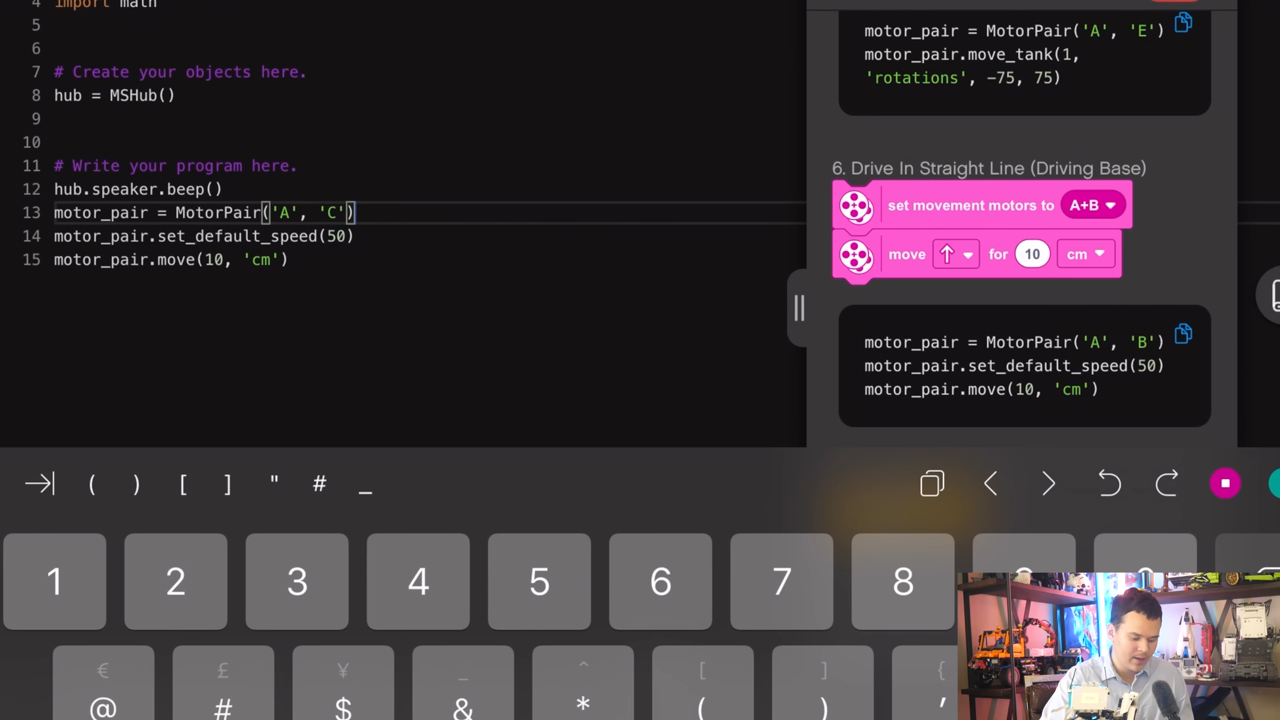 4 import math
5
6
7 # Create your objects here.
8 hub = MSHub()
9
10
11 # Write your program here.
12 hub.speaker.beep()
13 motor_pair = MotorPair('A', 'C')
14 motor_pair.set_default_speed(50)
15 motor_pair.move(10, 'cm')
motor_pair = MotorPair('A', 'E')
motor_pair.move_tank(1,
'rotations', -75, 75)
6. Drive In Straight Line (Driving Base)
set movement motors to A+B
move for 10 cm
motor_pair = MotorPair('A', 'B')
motor_pair.set_default_speed(50)
motor_pair.move(10, 'cm')
( ) [ ] " # _
1 2 3 4 5 6 7 8
€ £ ¥ _ ^ [ ] {
@ # $ & * ( ) '